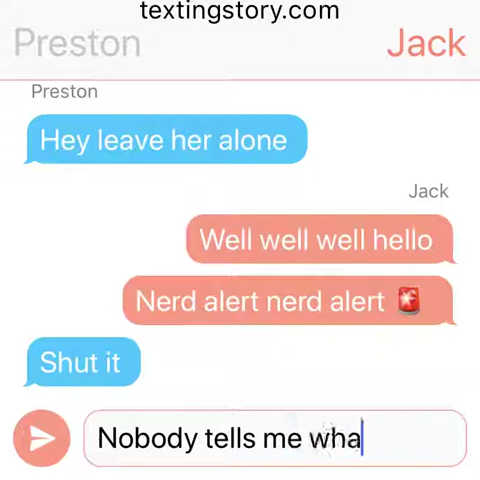 textingstory.com
Preston
Jack
Preston
Hey leave her alone
Jack
Well well well hello
Nerd alert nerd alert 🚨
Shut it
Nobody tells me wha